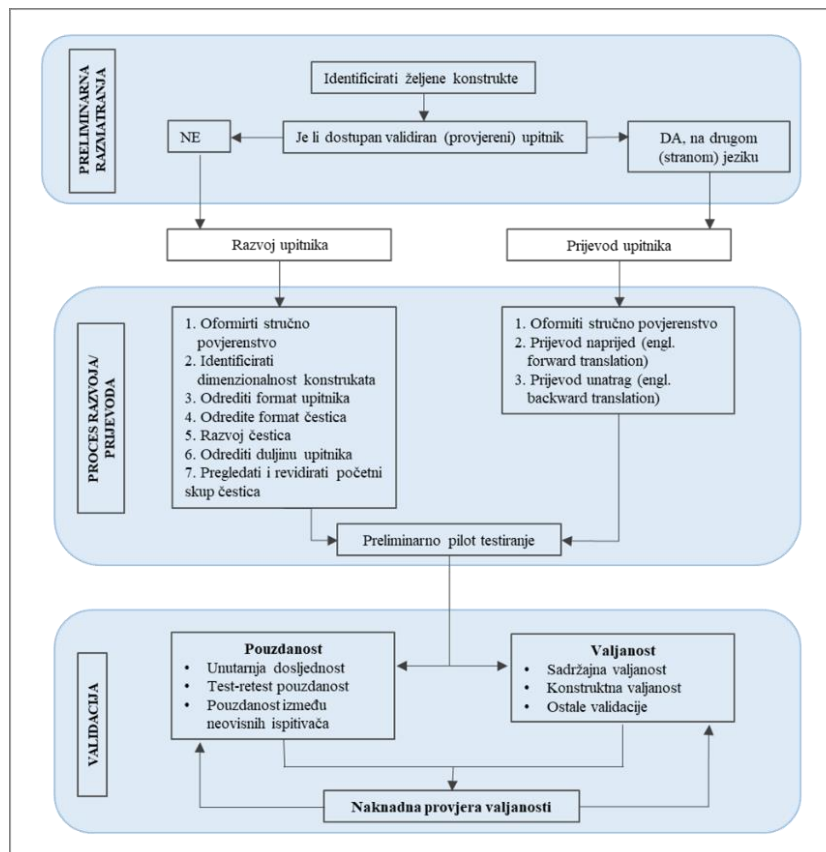 PRELIMINARNA
RAZMATRANJA
Identificirati željene konstrukte
NE
Je li dostupan validiran (provjereni) upitnik
DA, na drugom
(stranom) jeziku
Razvoj upitnika
Prijevod upitnika
PROCES RAZVOJA/
PRIJEVODA
1. Oformirti stručno
povjerenstvo
2. Identificirati
dimenzionalnost konstrukata
3. Odrediti format upitnika
4. Odredite format čestica
5. Razvoj čestica
6. Odrediti duljinu upitnika
7. Pregledati i revidirati početni
skup čestica
1. Oformiti stručno povjerenstvo
2. Prijevod naprijed (engl.
forward translation)
3. Prijevod unatrag (engl.
backward translation)
Preliminarno pilot testiranje
VALIDACIJA
Pouzdanost
• Unutarnja dosljednost
• Test-retest pouzdanost
• Pouzdanost između
neovisnih ispitivača
Valjanost
• Sadržajna valjanost
• Konstruktna valjanost
• Ostale validacije
Naknadna provjera valjanosti